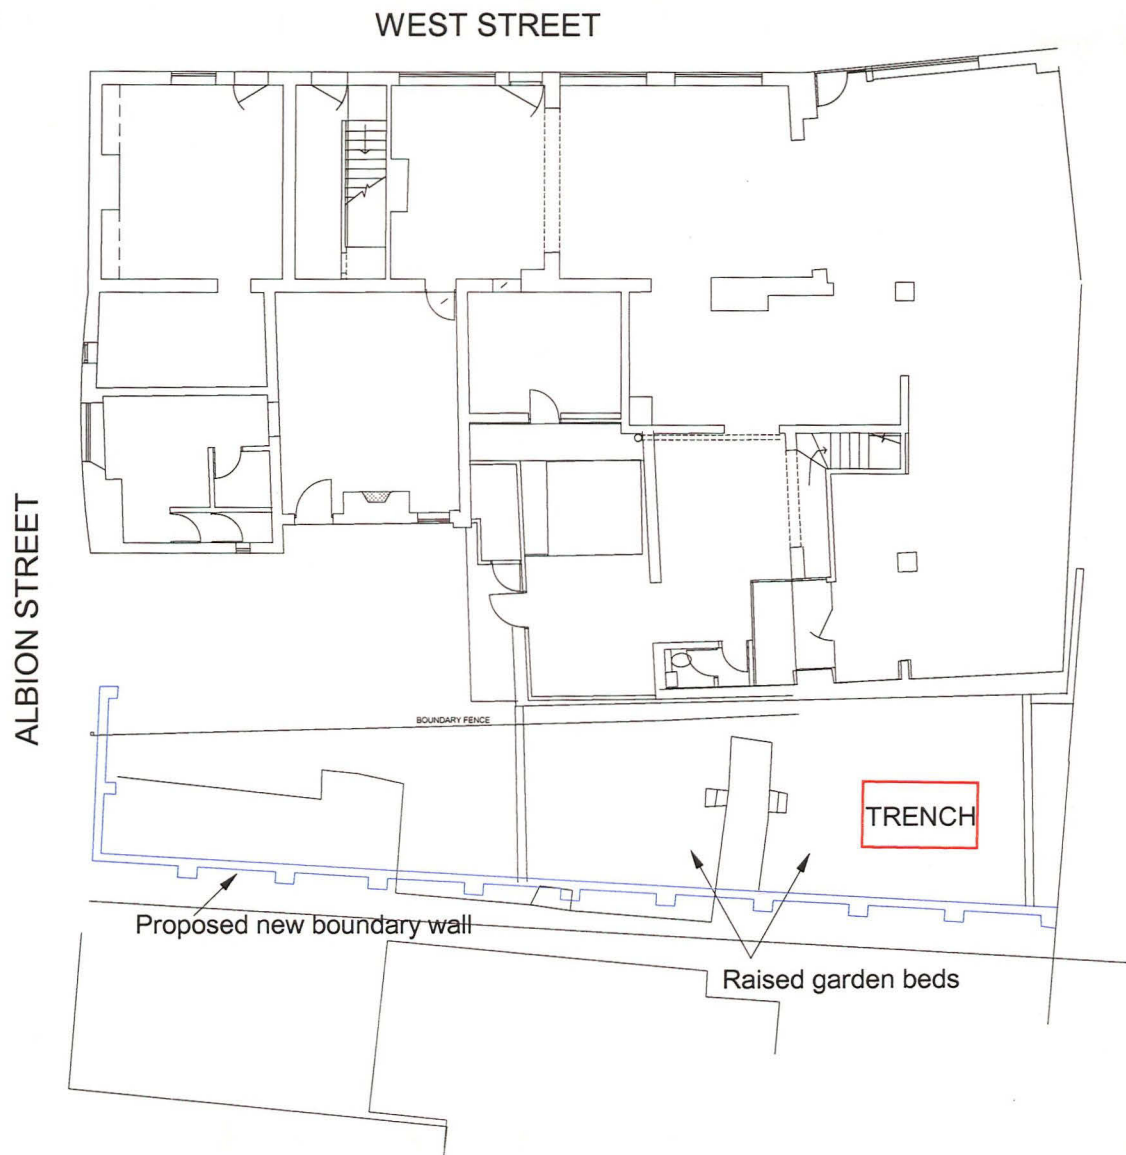 WEST STREET
ALBION STREET
BOUNDARY FENCE
TRENCH
Proposed new boundary wall
Raised garden beds